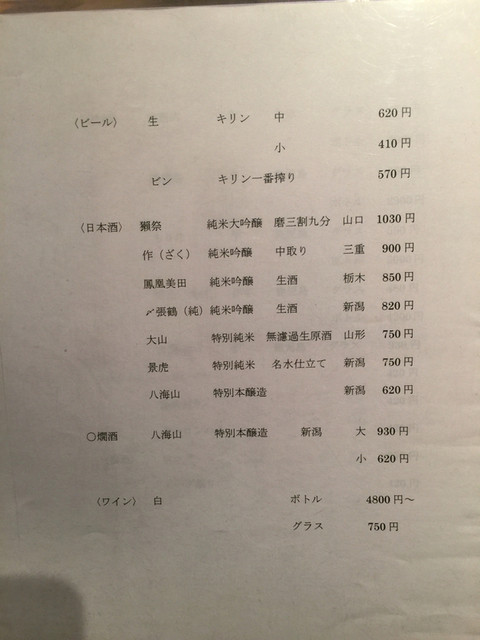 〈ビール〉 生 キリン 中 620円
小 410円
ビン キリン一番搾り 570円
〈日本酒〉 獺祭 純米大吟醸 磨三割九分 山口 1030円
作（ざく） 純米吟醸 中取り 三重 900円
鳳凰美田 純米吟醸 生酒 栃木 850円
〆張鶴（純） 純米吟醸 生酒 新潟 820円
大山 特別純米 無濾過生原酒 山形 750円
景虎 特別純米 名水仕立て 新潟 750円
八海山 特別本醸造 新潟 620円
〇燗酒 八海山 特別本醸造 新潟 大 930円
小 620円
〈ワイン〉 白 ボトル 4800円～
グラス 750円